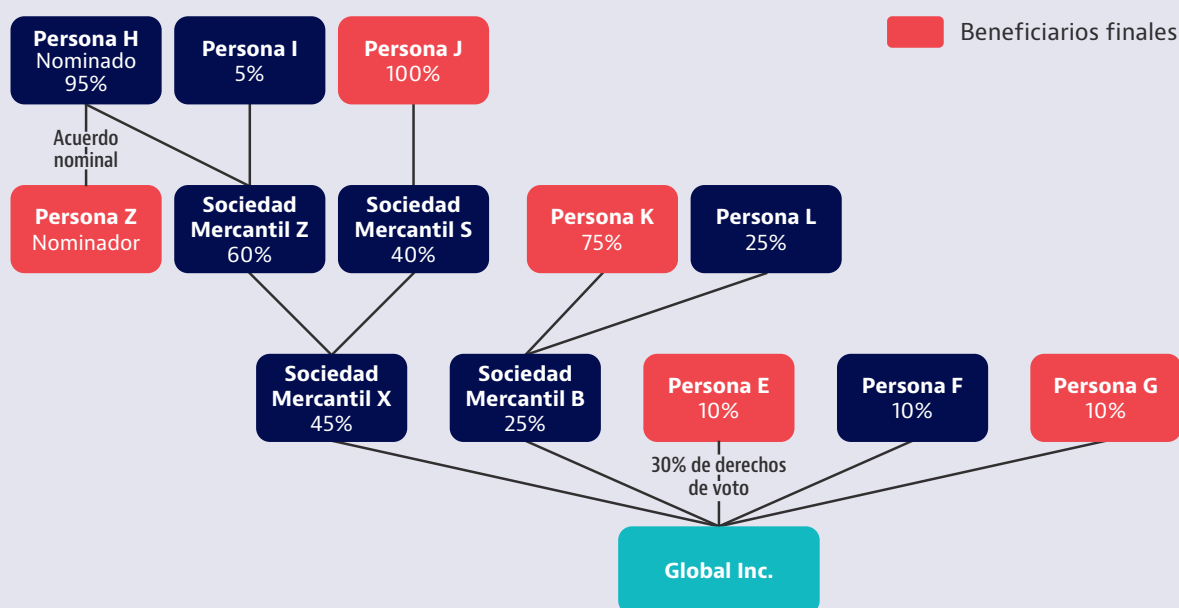 Persona H
Nominado
95%
Persona I
5%
Persona J
100%
Beneficiarios finales
Acuerdo
nominal
Persona Z
Nominador
Sociedad
Mercantil Z
60%
Sociedad
Mercantil S
40%
Persona K
75%
Persona L
25%
Sociedad
Mercantil X
45%
Sociedad
Mercantil B
25%
Persona E
10%
Persona F
10%
Persona G
10%
30% de derechos
de voto
Global Inc.